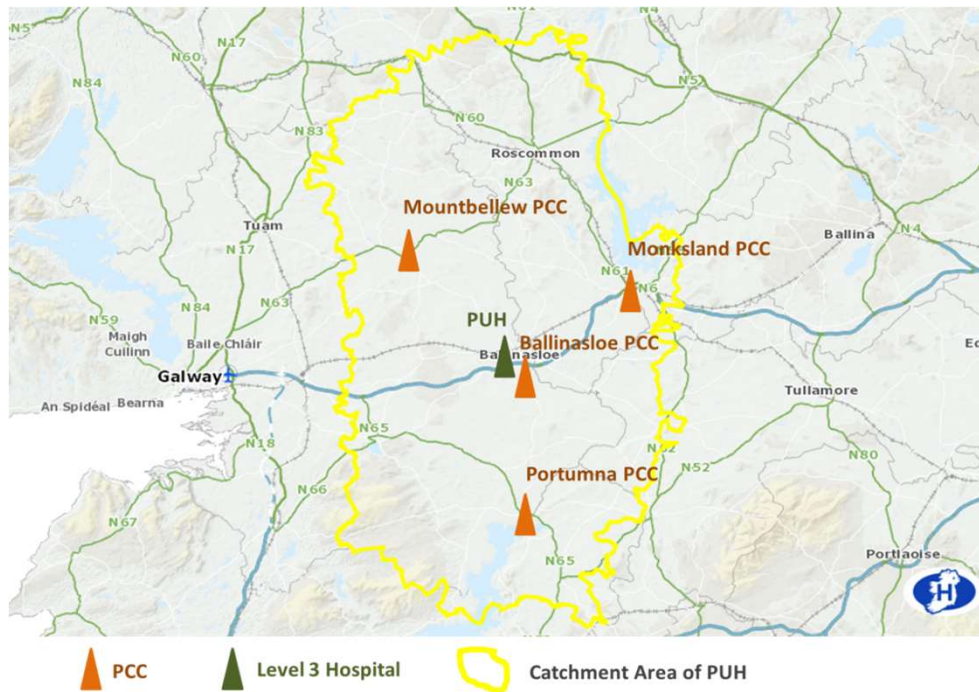 N5
N17
N61
N4
N60
N5
N84
N83
N60
Roscommon
N63
Mountbellew PCC
Tuam
Monksland PCC
Ballina
N4
N17
N61
N6
N84
N63
N59
Maigh
Cuilinn
Baile Chláir
PUH
Ballinasloe PCC
Ballinasloe
Galway
Tullamore
An Spidéal
Bearna
N65
N18
N62
N52
N80
Portumna PCC
N66
N67
N65
Portlaoise
H
PCC
Level 3 Hospital
Catchment Area of PUH